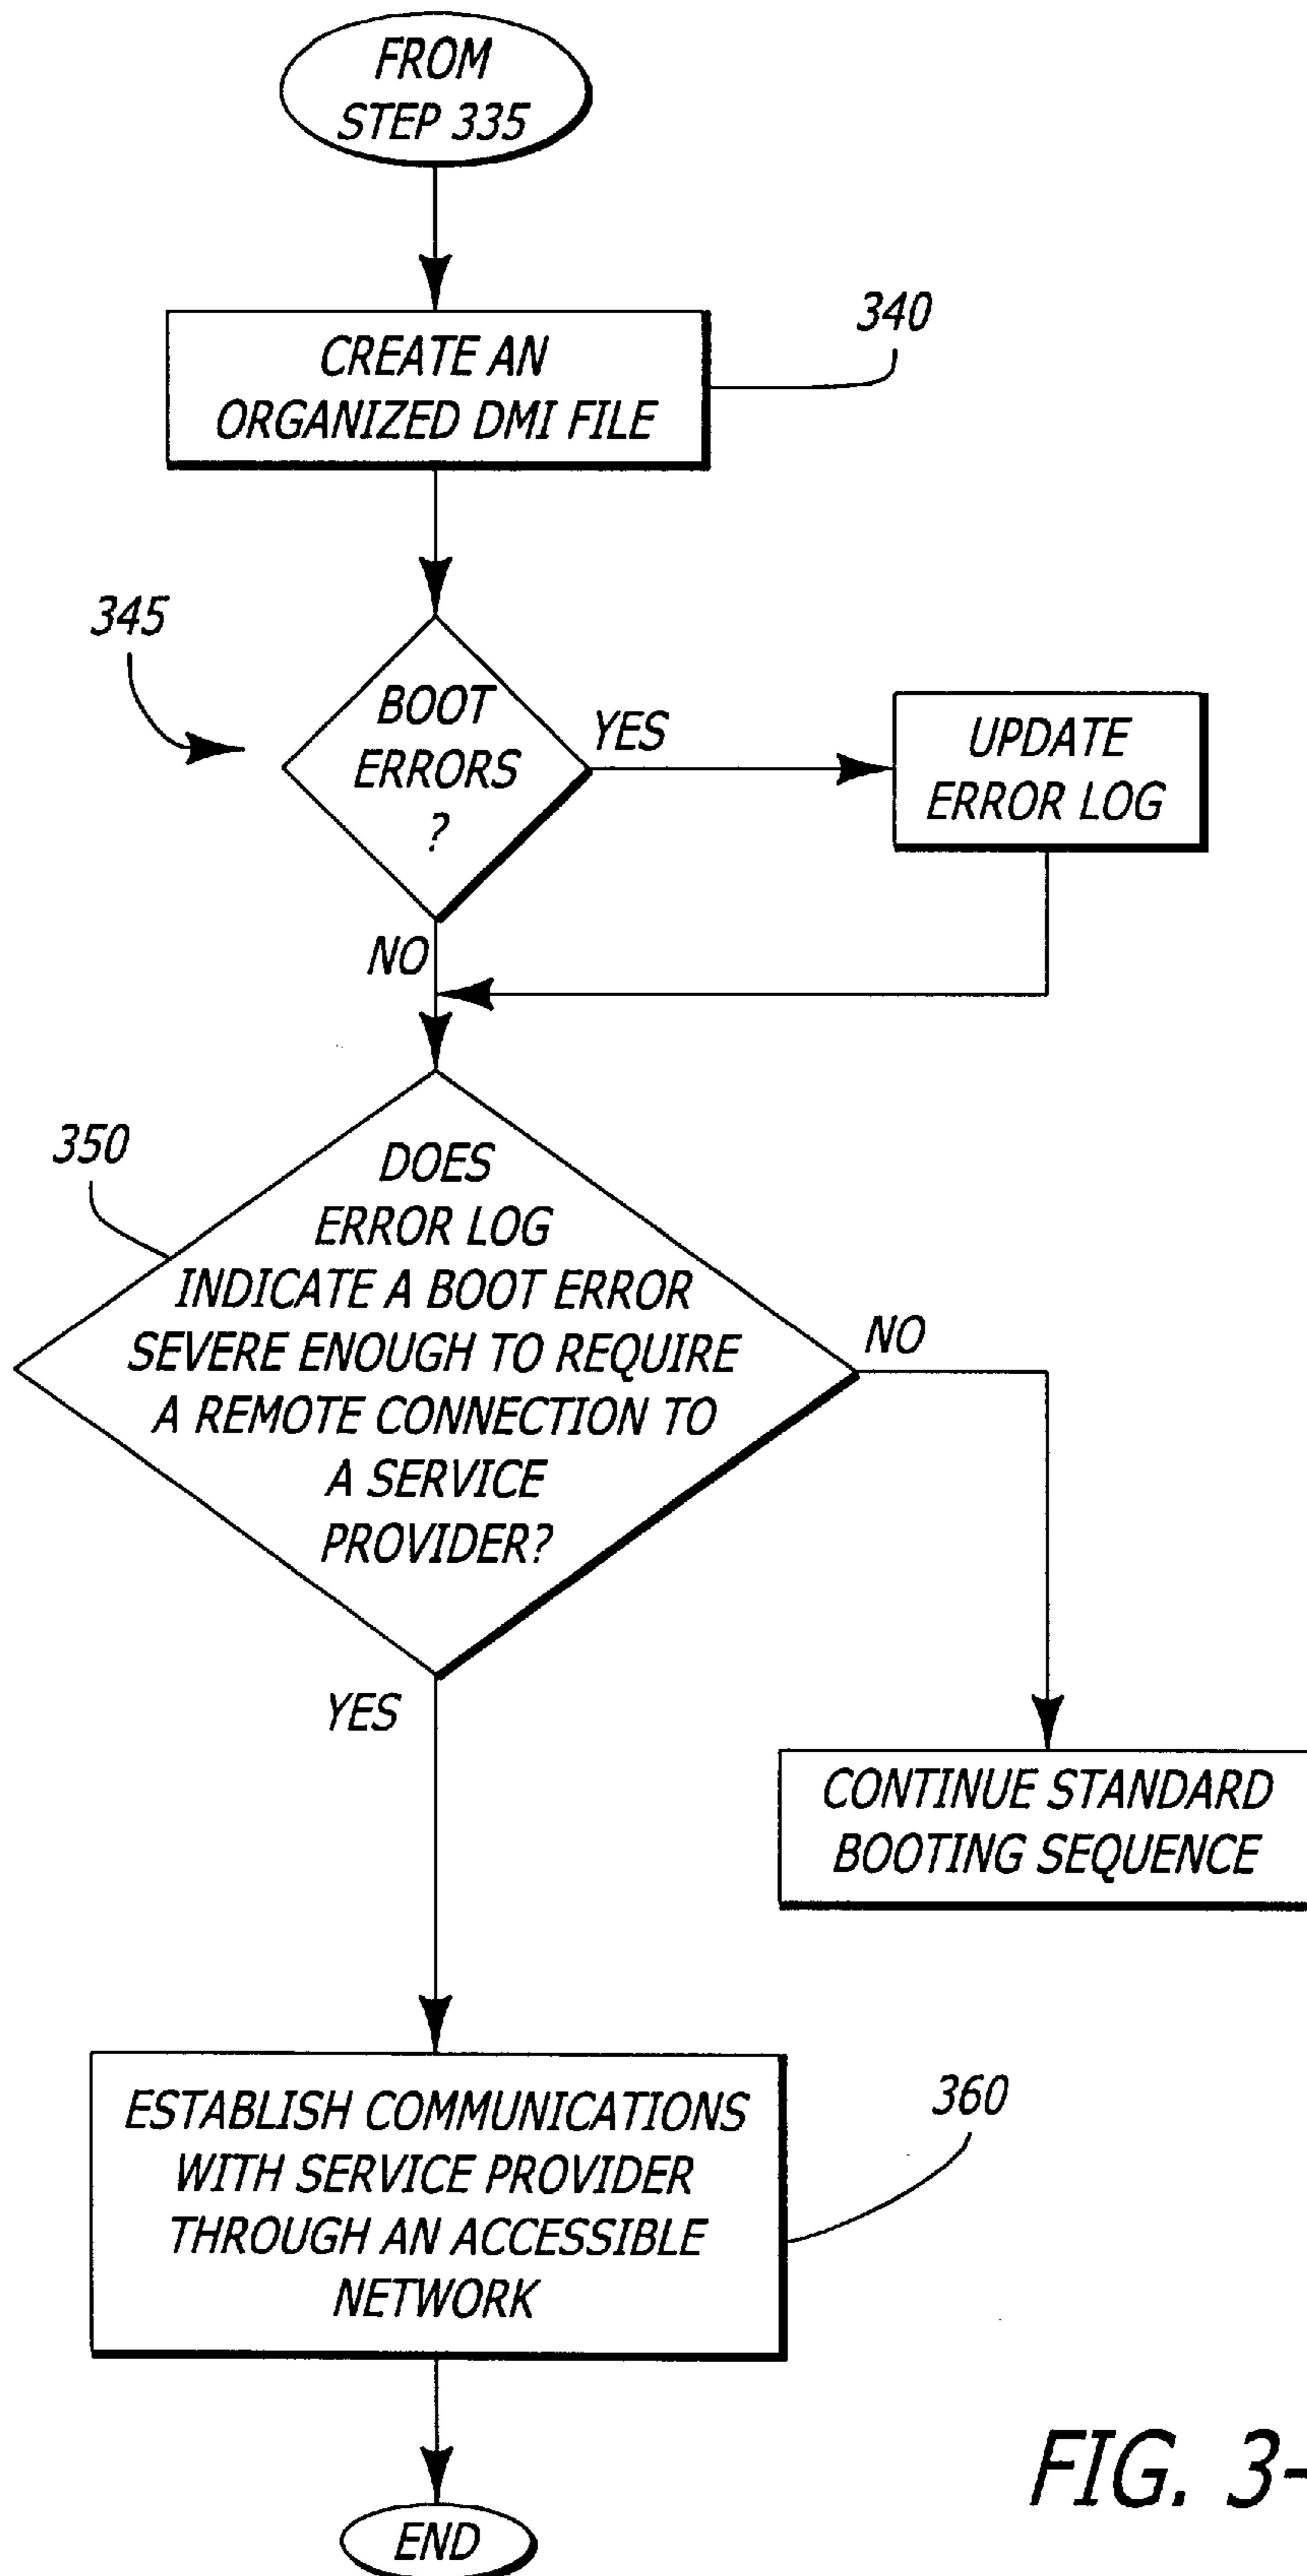 FROM
STEP 335
CREATE AN
ORGANIZED DMI FILE
340
345
BOOT
ERRORS
?
YES
UPDATE
ERROR LOG
NO
350
DOES
ERROR LOG
INDICATE A BOOT ERROR
SEVERE ENOUGH TO REQUIRE
A REMOTE CONNECTION TO
A SERVICE
PROVIDER?
NO
YES
CONTINUE STANDARD
BOOTING SEQUENCE
ESTABLISH COMMUNICATIONS
WITH SERVICE PROVIDER
THROUGH AN ACCESSIBLE
NETWORK
360
END
FIG. 3-